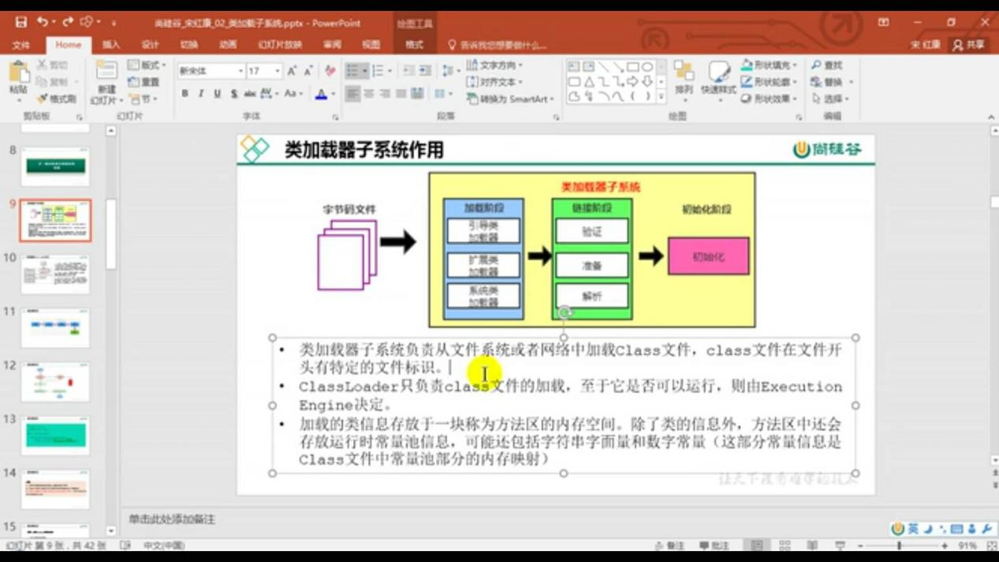 尚硅谷_宋红康_02_类加载子系统.pptx - PowerPoint
绘图工具
文件 Home 插入 设计 切换 动画 幻灯片放映 审阅 视图 格式 告诉我您想要做什么...
宋 红康 共享
粘贴
剪切
复制
格式刷
剪贴板
新建
幻灯片
版式
重置
节
幻灯片
新宋体 17
B I U S abc AV Aa A
字体
文字方向
对齐文本
转换为 SmartArt
段落
排列
快速样式
形状填充
形状轮廓
形状效果
绘图
查找
替换
选择
编辑
8
9
10
11
12
13
14
15
类加载器子系统作用
尚硅谷
类加载器子系统
字节码文件
加载阶段
引导类
加载器
扩展类
加载器
系统类
加载器
链接阶段
验证
准备
解析
初始化阶段
初始化
• 类加载器子系统负责从文件系统或者网络中加载Class文件，class文件在文件开
头有特定的文件标识。
• ClassLoader只负责class文件的加载，至于它是否可以运行，则由Execution
Engine决定。
• 加载的类信息存放于一块称为方法区的内存空间。除了类的信息外，方法区中还会
存放运行时常量池信息，可能还包括字符串字面量和数字常量（这部分常量信息是
Class文件中常量池部分的内存映射）
让天下没有难学的技术
单击此处添加备注
英
幻灯片 第 9 张，共 42 张 中文(中国)
备注 批注 91%